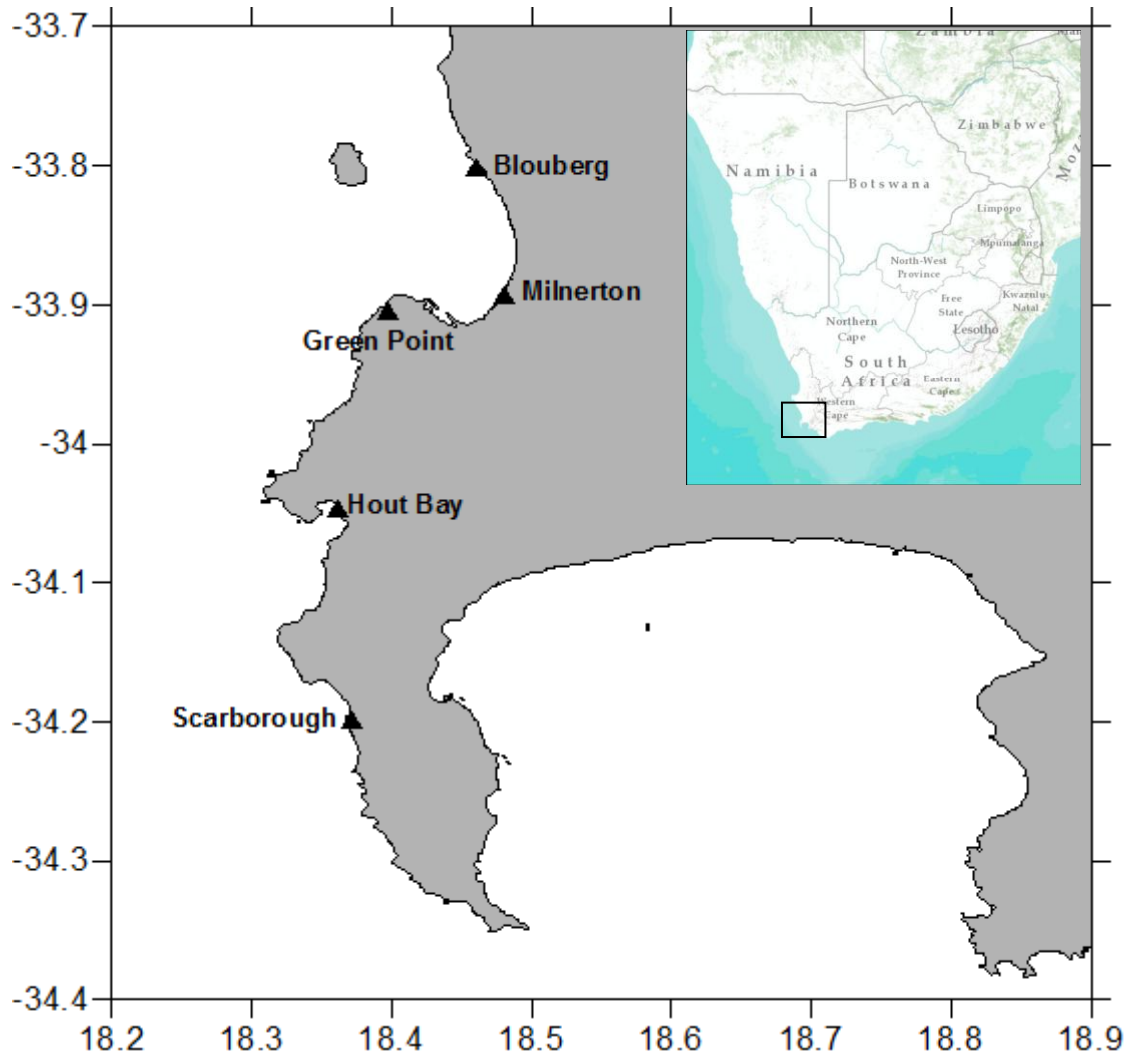 -33.7
Zambia
Zimbabwe
-33.8
Blouberg
Namibia
Botswana
Limpopo
Mpumalanga
North-West
Province
Milnerton
-33.9
Free
State
Kwazulu-
Natal
Green Point
Northern
Cape
Lesotho
South
Africa
Eastern
Cape
Western
Cape
-34
Hout Bay
-34.1
Scarborough
-34.2
-34.3
-34.4
18.2 18.3 18.4 18.5 18.6 18.7 18.8 18.9